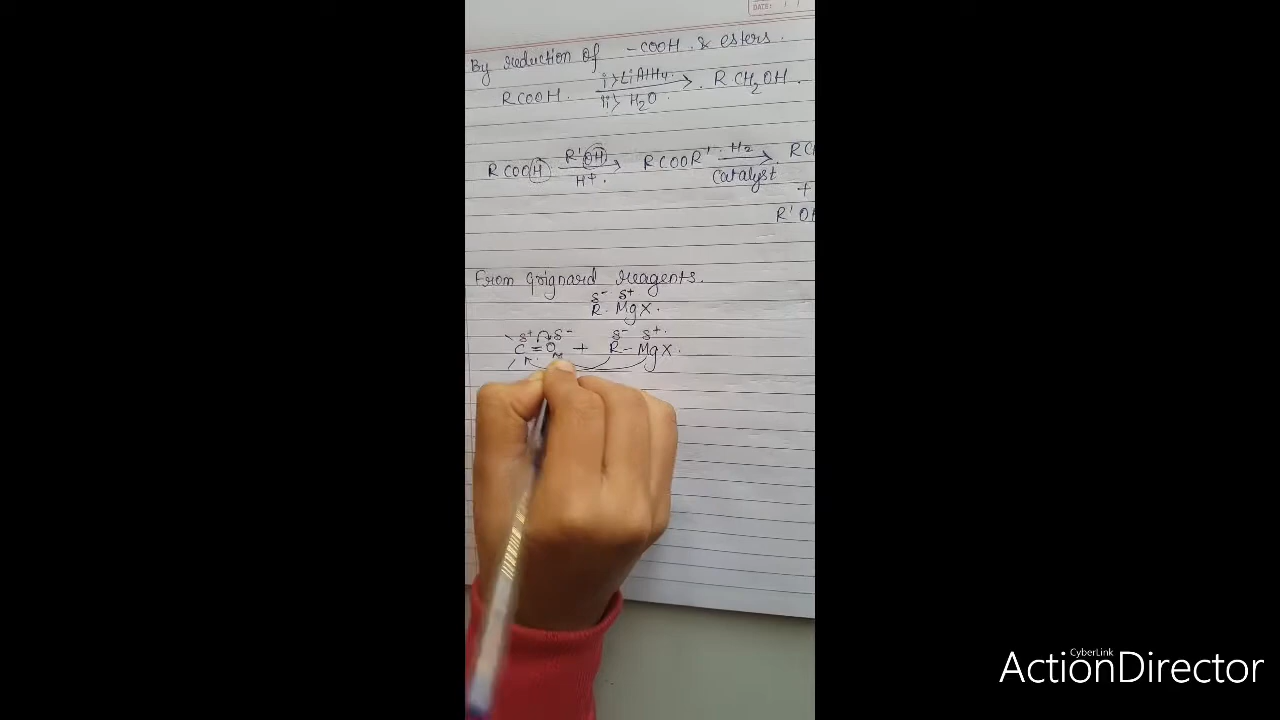 DATE: / /
By reduction of -COOH & esters.
RCOOH. i> LiAlH4. ii> H2O . RCH2OH.
RCOOH R'OH H+ . RCOOR' . H2 Catalyst RC
+
R'OH
From Grignard reagents.
δ- δ+
R. MgX.
δ+ δ- δ- δ+.
C = O + R - MgX.
CyberLink
ActionDirector